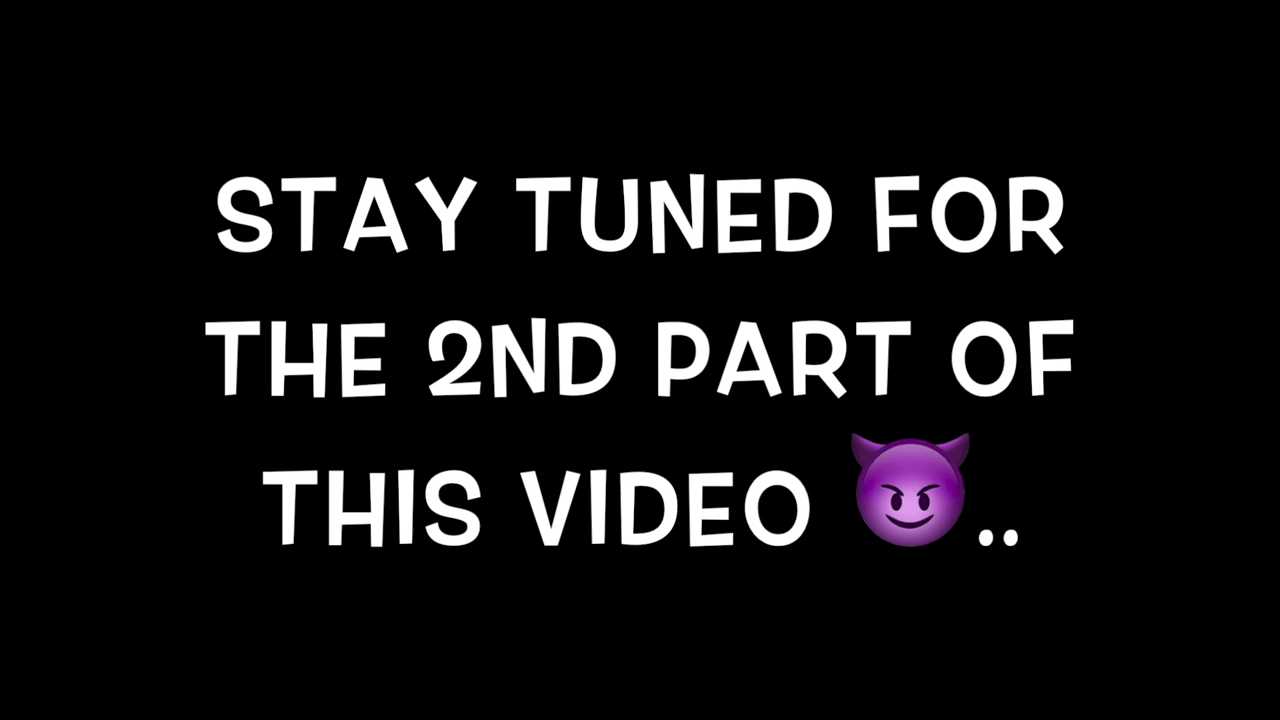 STAY TUNED FOR
THE 2ND PART OF
THIS VIDEO 😈..